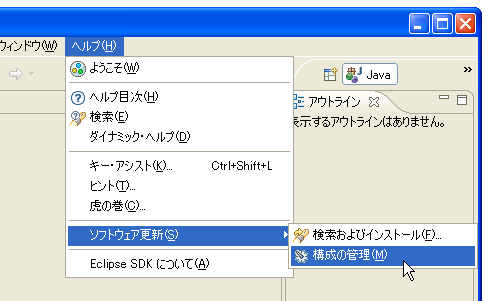 ウィンドウ(W) ヘルプ(H)
ようこそ(W)
Java
»
ヘルプ目次(H)
検索(E)
ダイナミック・ヘルプ(D)
アウトライン
表示するアウトラインはありません。
キー・アシスト(K)... Ctrl+Shift+L
ヒント(T)...
虎の巻(C)...
ソフトウェア更新(S)
検索およびインストール(F)...
構成の管理(M)
Eclipse SDK について(A)